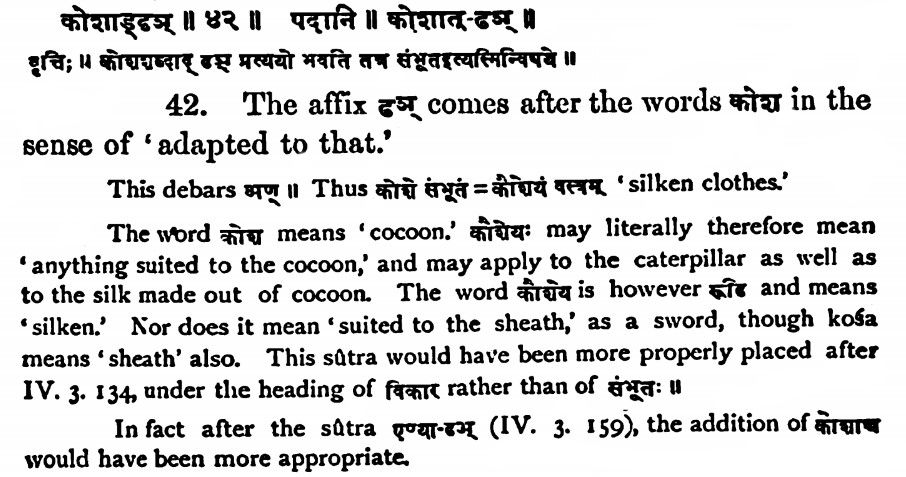 कोशाड्ढञ् ॥ ४२ ॥ पदानि ॥ कोशात्-ढञ् ॥
वृत्तिः ॥ कोशशब्दाद् ढञ् प्रत्ययो भवति तत्र संभूतइत्यस्मिन्विषये ॥
42. The affix ढञ् comes after the words कोश in the
sense of ‘adapted to that.’
This debars अण् ॥ Thus कोशे संभूतं = कौशेयं वस्त्रम् ‘silken clothes.’
The word कोश means ‘cocoon.’ कौशेयः may literally therefore mean
‘anything suited to the cocoon,’ and may apply to the caterpillar as well as
to the silk made out of cocoon. The word कौशेय is however रूढि and means
‘silken.’ Nor does it mean ‘suited to the sheath,’ as a sword, though kośa
means ‘sheath’ also. This sûtra would have been more properly placed after
IV. 3. 134, under the heading of विकार rather than of संभूतः ॥
In fact after the sûtra एण्या-ढञ् (IV. 3. 159), the addition of कोशाच्च
would have been more appropriate.